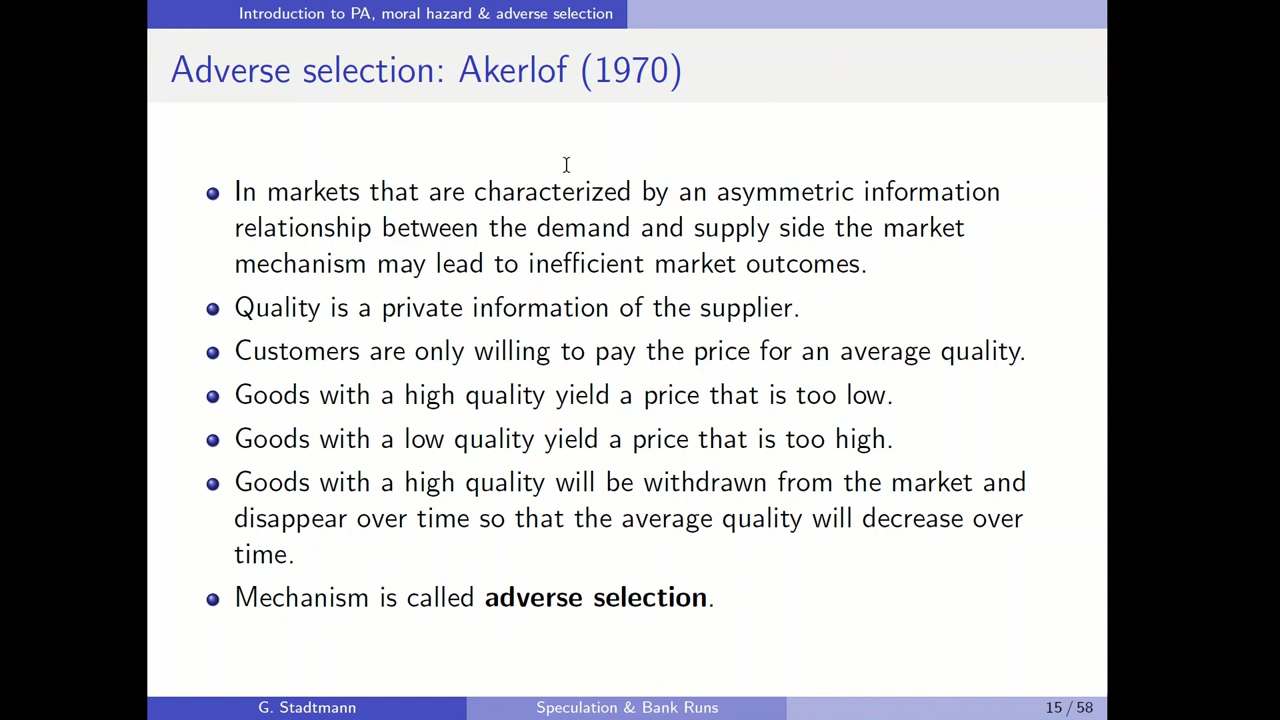 Introduction to PA, moral hazard & adverse selection
Adverse selection: Akerlof (1970)
In markets that are characterized by an asymmetric information
relationship between the demand and supply side the market
mechanism may lead to inefficient market outcomes.
Quality is a private information of the supplier.
Customers are only willing to pay the price for an average quality.
Goods with a high quality yield a price that is too low.
Goods with a low quality yield a price that is too high.
Goods with a high quality will be withdrawn from the market and
disappear over time so that the average quality will decrease over
time.
Mechanism is called adverse selection.
G. Stadtmann Speculation & Bank Runs 15 / 58